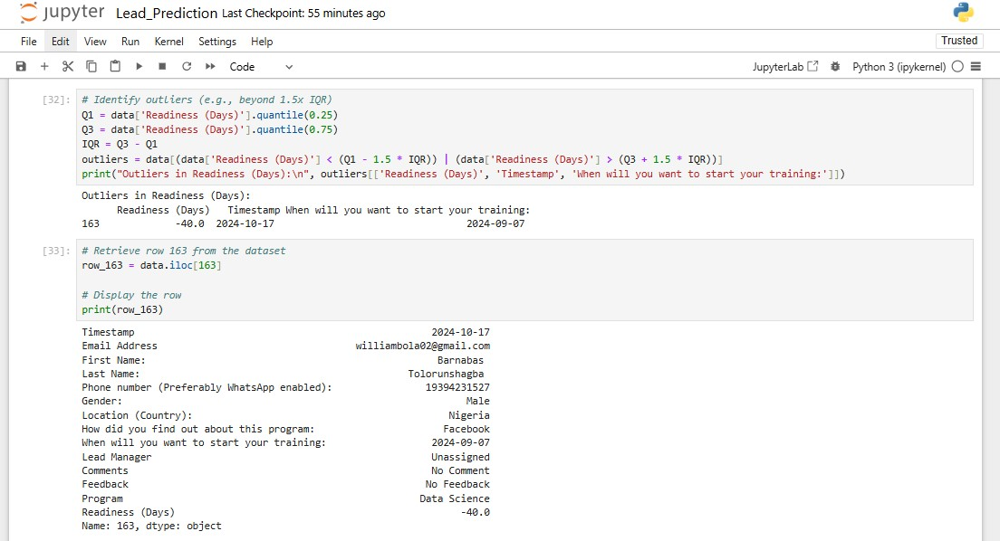 jupyter Lead_Prediction Last Checkpoint: 55 minutes ago
File Edit View Run Kernel Settings Help Trusted
Code JupyterLab Python 3 (ipykernel)
[32]: # Identify outliers (e.g., beyond 1.5x IQR)
Q1 = data['Readiness (Days)'].quantile(0.25)
Q3 = data['Readiness (Days)'].quantile(0.75)
IQR = Q3 - Q1
outliers = data[(data['Readiness (Days)'] < (Q1 - 1.5 * IQR)) | (data['Readiness (Days)'] > (Q3 + 1.5 * IQR))]
print("Outliers in Readiness (Days):\n", outliers[['Readiness (Days)', 'Timestamp', 'When will you want to start your training:']])
Outliers in Readiness (Days):
Readiness (Days) Timestamp When will you want to start your training:
163 -40.0 2024-10-17 2024-09-07
[33]: # Retrieve row 163 from the dataset
row_163 = data.iloc[163]
# Display the row
print(row_163)
Timestamp 2024-10-17
Email Address williambola02@gmail.com
First Name: Barnabas
Last Name: Tolorunshagba
Phone number (Preferably WhatsApp enabled): 19394231527
Gender: Male
Location (Country): Nigeria
How did you find out about this program: Facebook
When will you want to start your training: 2024-09-07
Lead Manager Unassigned
Comments No Comment
Feedback No Feedback
Program Data Science
Readiness (Days) -40.0
Name: 163, dtype: object